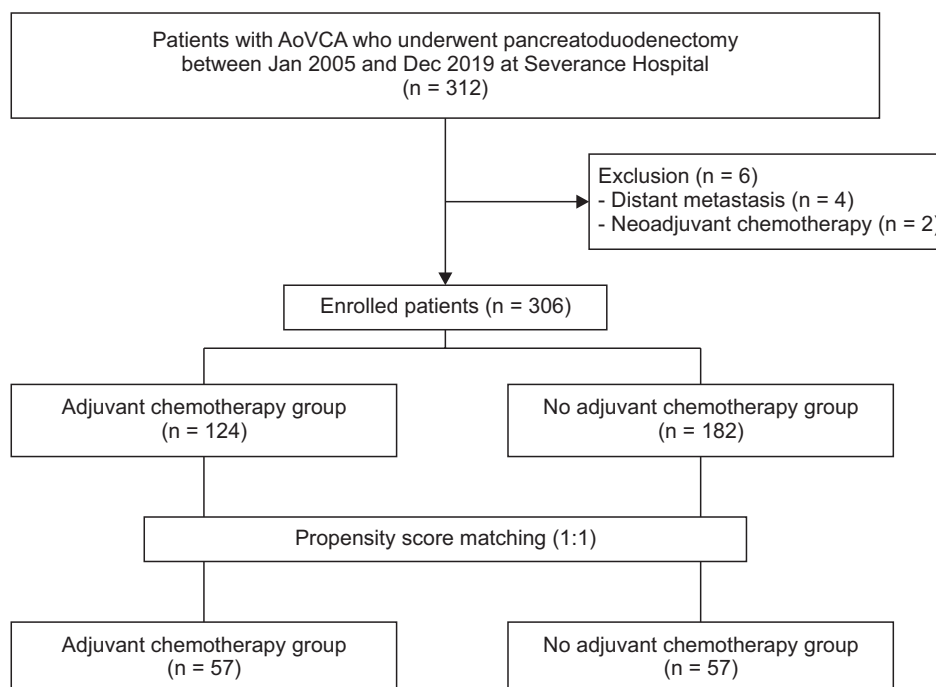 Patients with AoVCA who underwent pancreatoduodenectomy
between Jan 2005 and Dec 2019 at Severance Hospital
(n = 312)
Exclusion (n = 6)
- Distant metastasis (n = 4)
- Neoadjuvant chemotherapy (n = 2)
Enrolled patients (n = 306)
Adjuvant chemotherapy group
(n = 124)
No adjuvant chemotherapy group
(n = 182)
Propensity score matching (1:1)
Adjuvant chemotherapy group
(n = 57)
No adjuvant chemotherapy group
(n = 57)